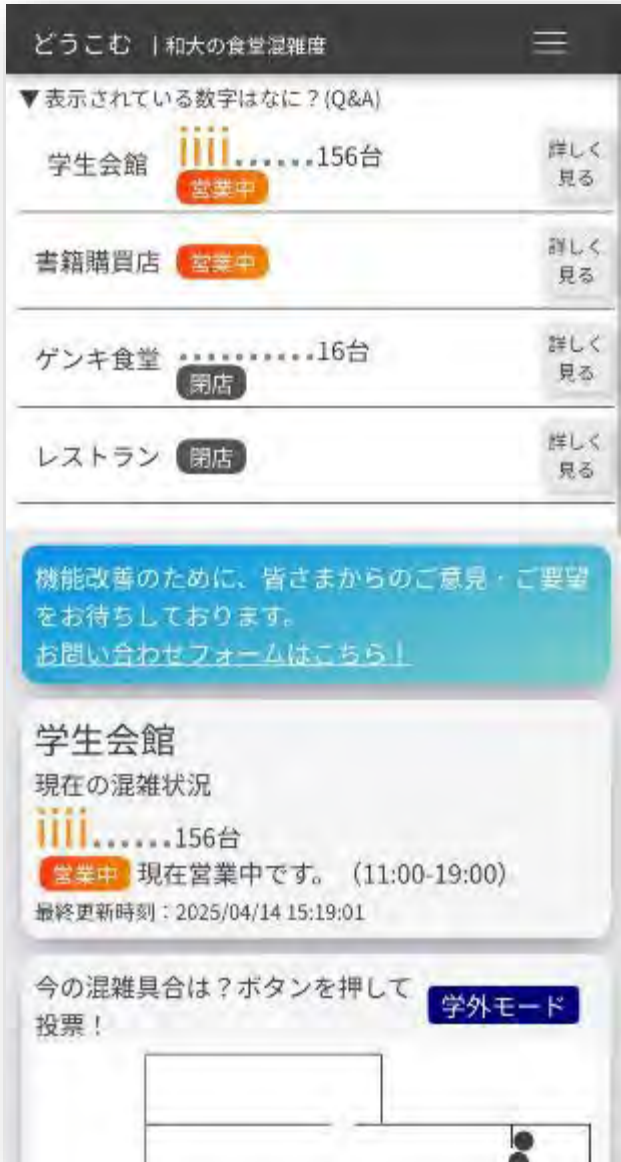 どうこむ | 和大の食堂混雑度
▼表示されている数字はなに？(Q&A)
学生会館
iiii......156台
営業中
詳しく
見る
書籍購買店
営業中
詳しく
見る
ゲンキ食堂
..........16台
閉店
詳しく
見る
レストラン
閉店
詳しく
見る
機能改善のために、皆さまからのご意見・ご要望
をお待ちしております。
お問い合わせフォームはこちら！
学生会館
現在の混雑状況
iiii......156台
営業中 現在営業中です。（11:00-19:00）
最終更新時刻：2025/04/14 15:19:01
今の混雑具合は？ボタンを押して
投票！
学外モード